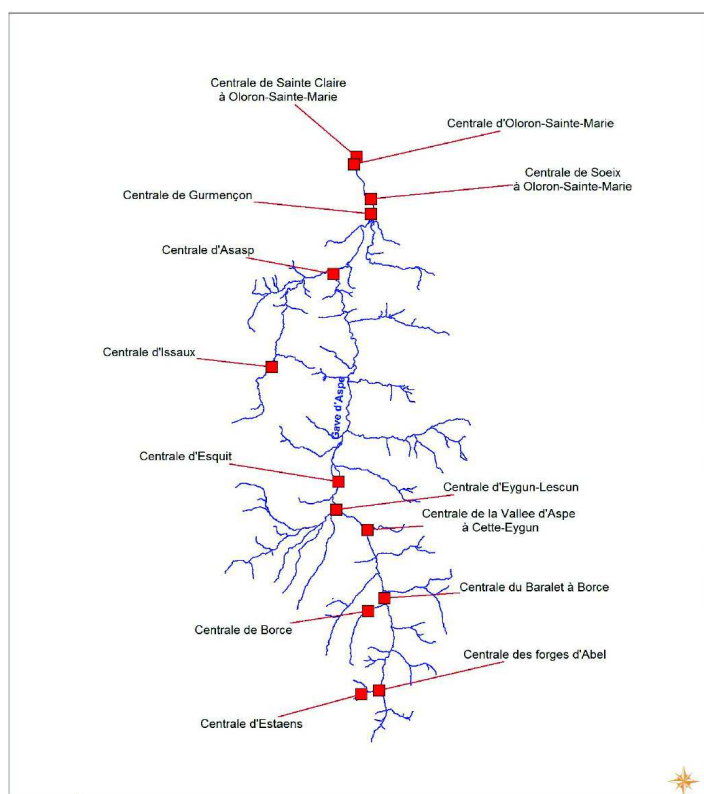 Centrale de Sainte Claire
à Oloron-Sainte-Marie
Centrale d'Oloron-Sainte-Marie
Centrale de Soeix
à Oloron-Sainte-Marie
Centrale de Gurmençon
Centrale d'Asasp
Centrale d'Issaux
Gave d'Aspe
Centrale d'Esquit
Centrale d'Eygun-Lescun
Centrale de la Vallee d'Aspe
à Cette-Eygun
Centrale du Baralet à Borce
Centrale de Borce
Centrale des forges d'Abel
Centrale d'Estaens